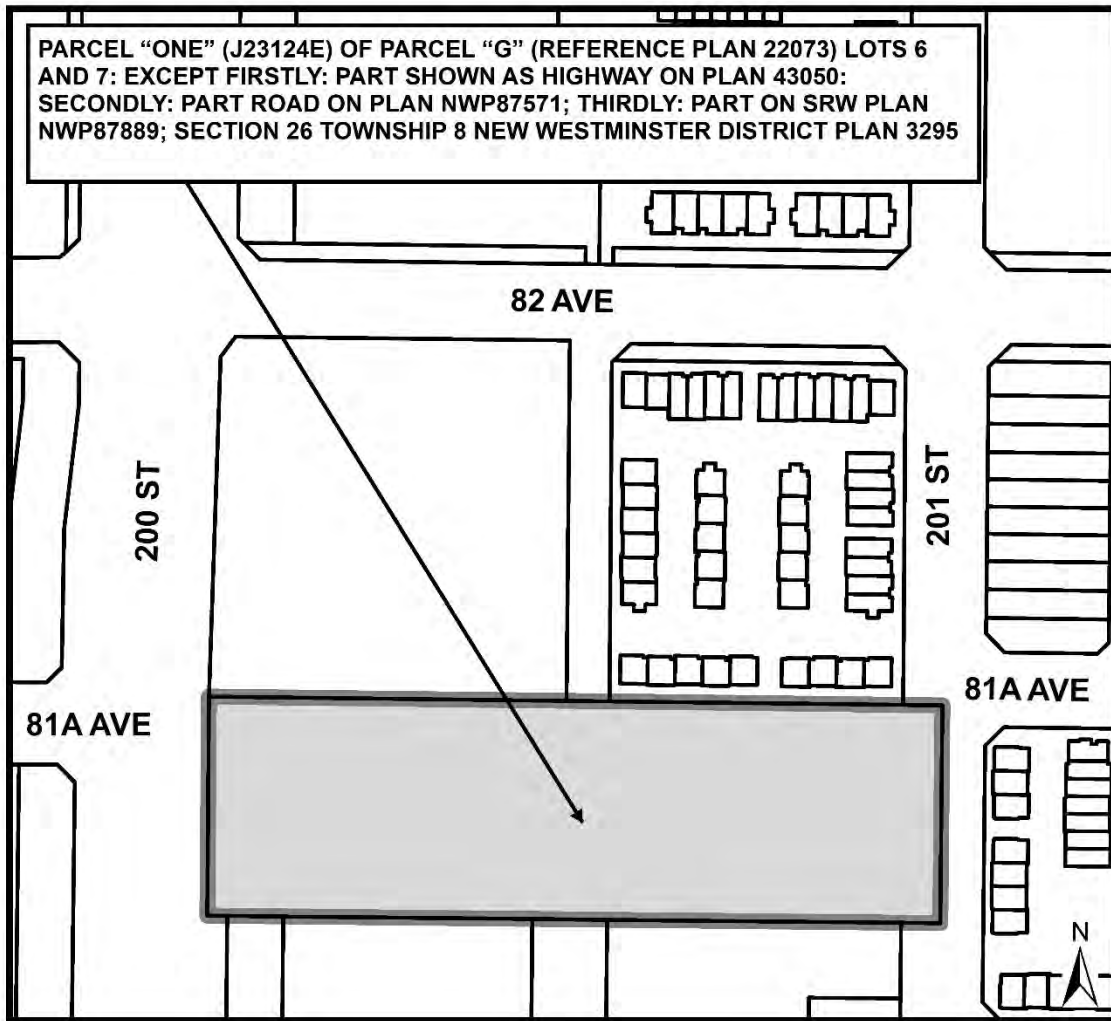 PARCEL “ONE” (J23124E) OF PARCEL “G” (REFERENCE PLAN 22073) LOTS 6
AND 7: EXCEPT FIRSTLY: PART SHOWN AS HIGHWAY ON PLAN 43050:
SECONDLY: PART ROAD ON PLAN NWP87571; THIRDLY: PART ON SRW PLAN
NWP87889; SECTION 26 TOWNSHIP 8 NEW WESTMINSTER DISTRICT PLAN 3295
82 AVE
200 ST
201 ST
81A AVE
81A AVE
N